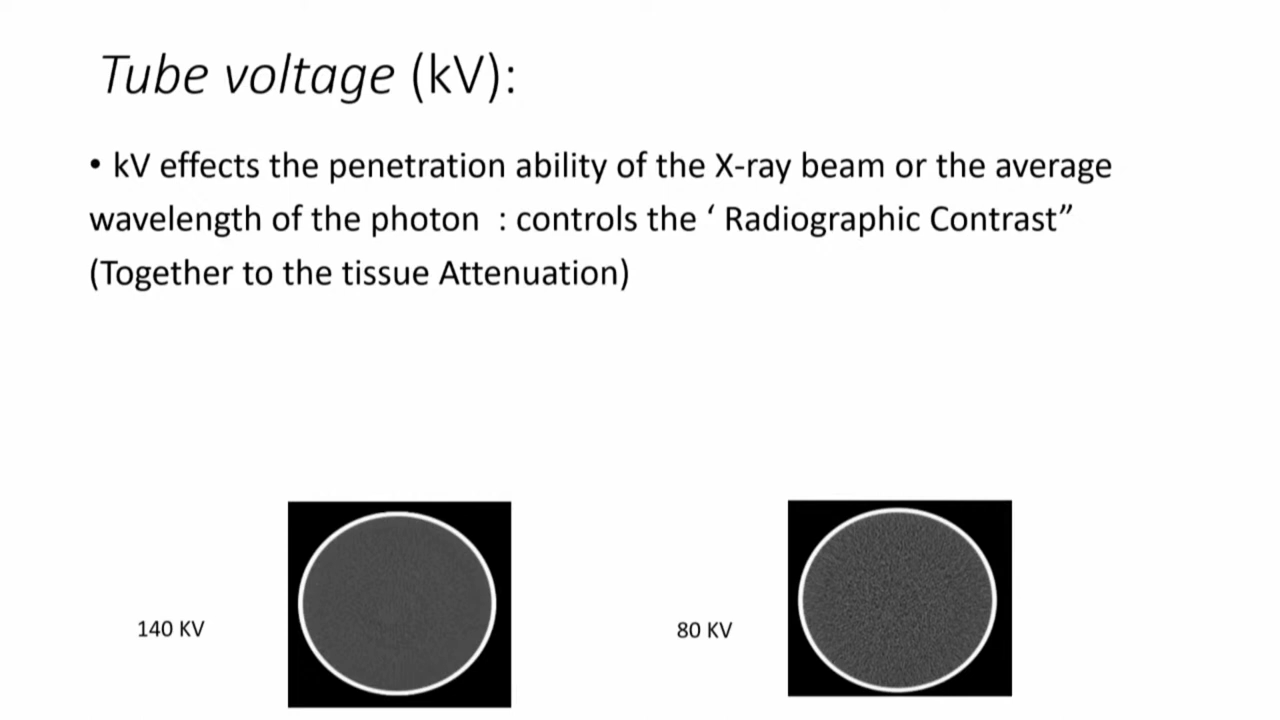 Tube voltage (kV):
• kV effects the penetration ability of the X-ray beam or the average
wavelength of the photon : controls the ‘ Radiographic Contrast”
(Together to the tissue Attenuation)
140 KV
80 KV